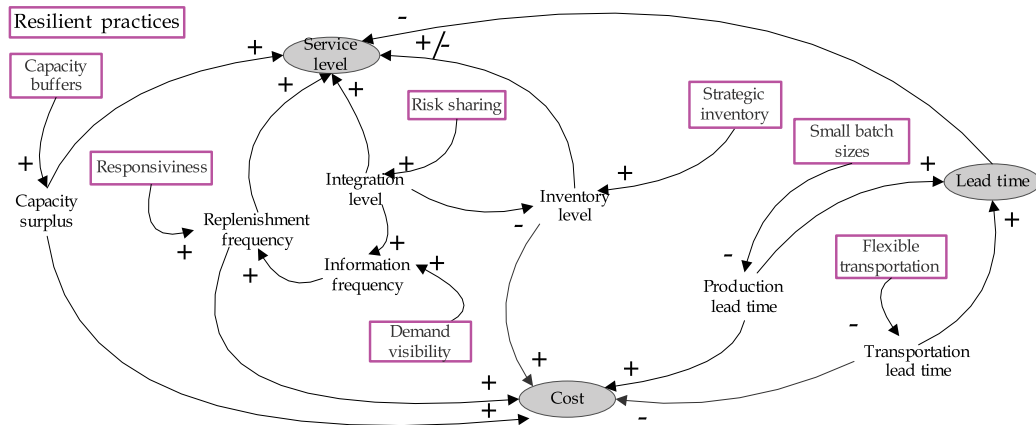 Resilient practices
Capacity
buffers
+
Capacity
surplus
Responsiviness
+
Replenishment
frequency
+
Service
level
+
+
+
+/-
-
Risk sharing
+
Integration
level
+
Information
frequency
+
Demand
visibility
Strategic
inventory
+
Inventory
level
-
Small batch
sizes
-
Production
lead time
Flexible
transportation
-
Transportation
lead time
+
Lead time
+
Cost
+
+
+
+
-